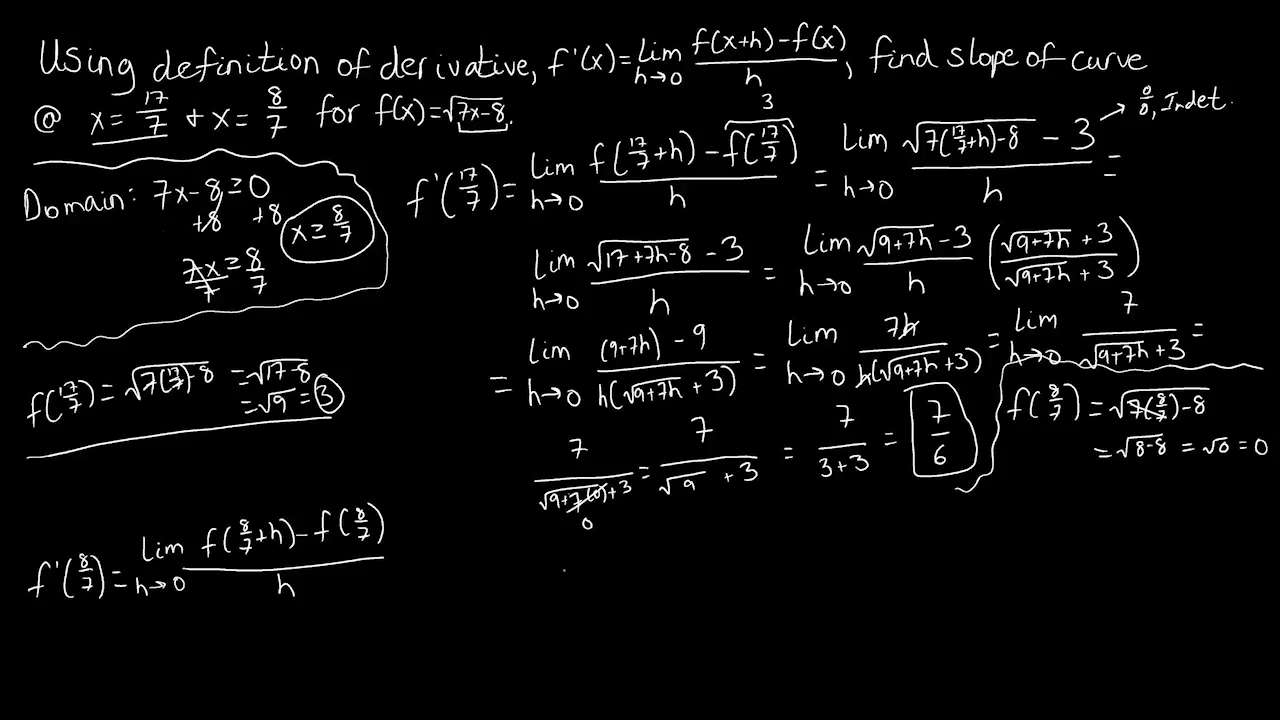 Using definition of derivative, f'(x) = lim h→0 (f(x+h) - f(x))/h, find slope of curve
@ x = 17/7 + x = 8/7 for f(x) = √(7x-8).
Domain: 7x - 8 ≥ 0
+8 +8
7x/7 ≥ 8/7
x ≥ 8/7
f(17/7) = √(7(17/7) - 8) = √(17-8)
= √9 = 3
f'(17/7) = lim h→0 (f(17/7 + h) - f(17/7))/h = lim h→0 (√(7(17/7 + h) - 8) - 3)/h =
3
→ 0/0, Indet.
lim h→0 (√(17+7h-8) - 3)/h = lim h→0 (√(9+7h) - 3)/h ((√(9+7h) + 3)/(√(9+7h) + 3))
= lim h→0 ((9+7h) - 9)/(h(√(9+7h) + 3)) = lim h→0 7h/(h(√(9+7h) + 3)) = lim h→0 7/(√(9+7h) + 3) =
7/(√(9+7(0)) + 3) = 7/(√9 + 3) = 7/(3+3) = 7/6
0
f(8/7) = √(7(8/7) - 8)
= √(8-8) = √0 = 0
f'(8/7) = lim h→0 (f(8/7 + h) - f(8/7))/h